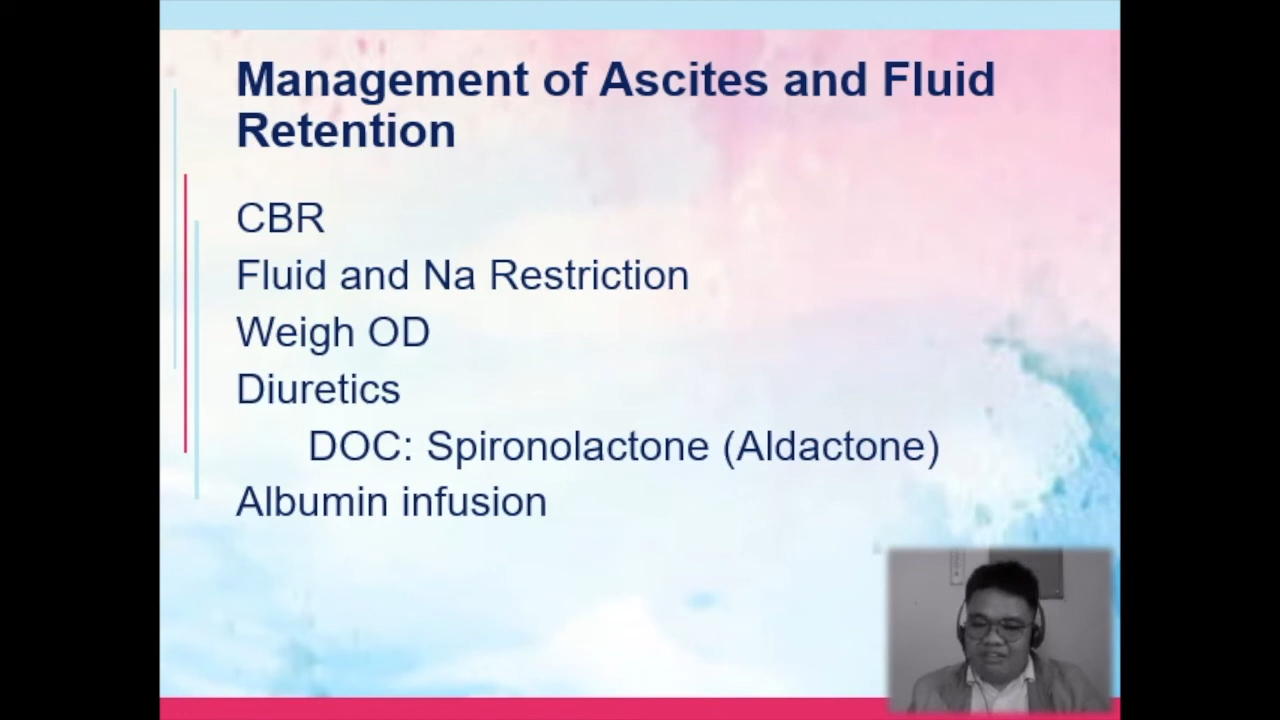 Management of Ascites and Fluid
Retention
CBR
Fluid and Na Restriction
Weigh OD
Diuretics
DOC: Spironolactone (Aldactone)
Albumin infusion